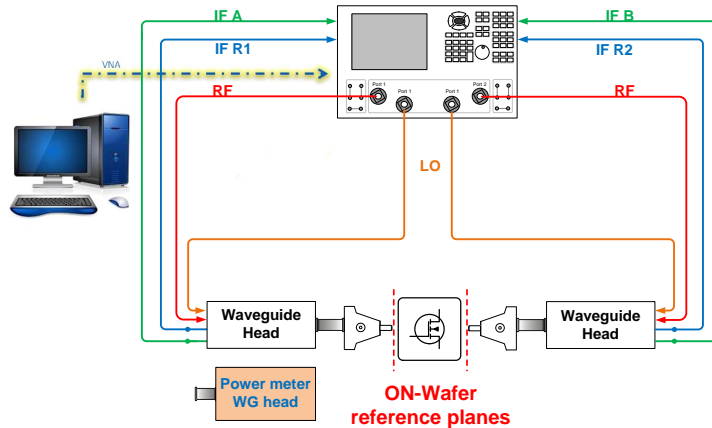 IF A
IF B
IF R1
IF R2
VNA
RF
RF
Port 1
Port 1
Port 1
Port 2
LO
Waveguide
Head
Waveguide
Head
Power meter
WG head
ON-Wafer
reference planes